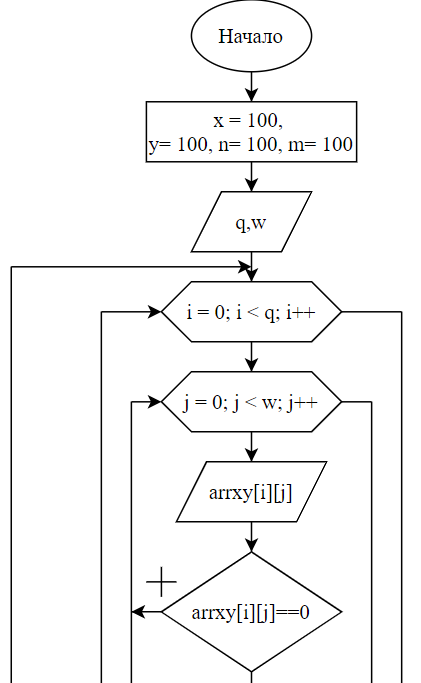 Начало
x = 100,
y= 100, n= 100, m= 100
q,w
i = 0; i < q; i++
j = 0; j < w; j++
arrxy[i][j]
arrxy[i][j]==0